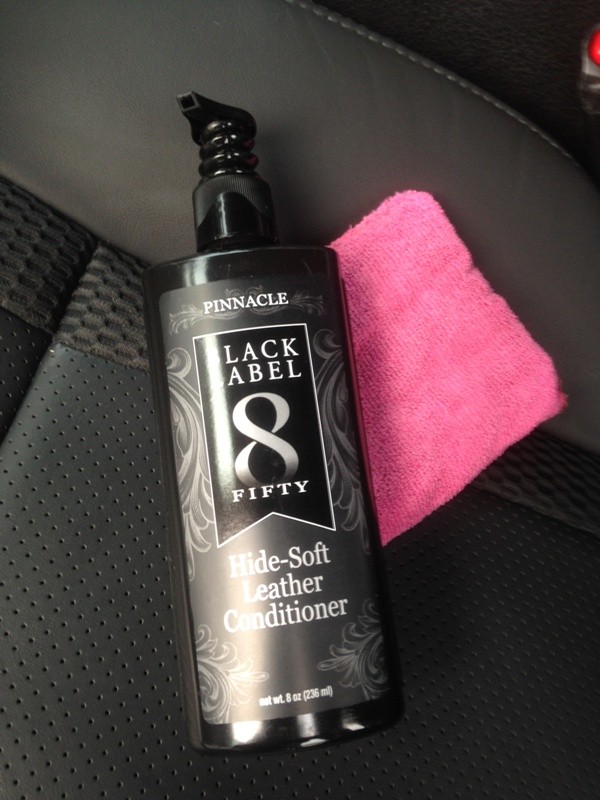 PINNACLE
LACK
ABEL
8
FIFTY
Hide-Soft
Leather
Conditioner
net wt. 8 oz (236 ml)